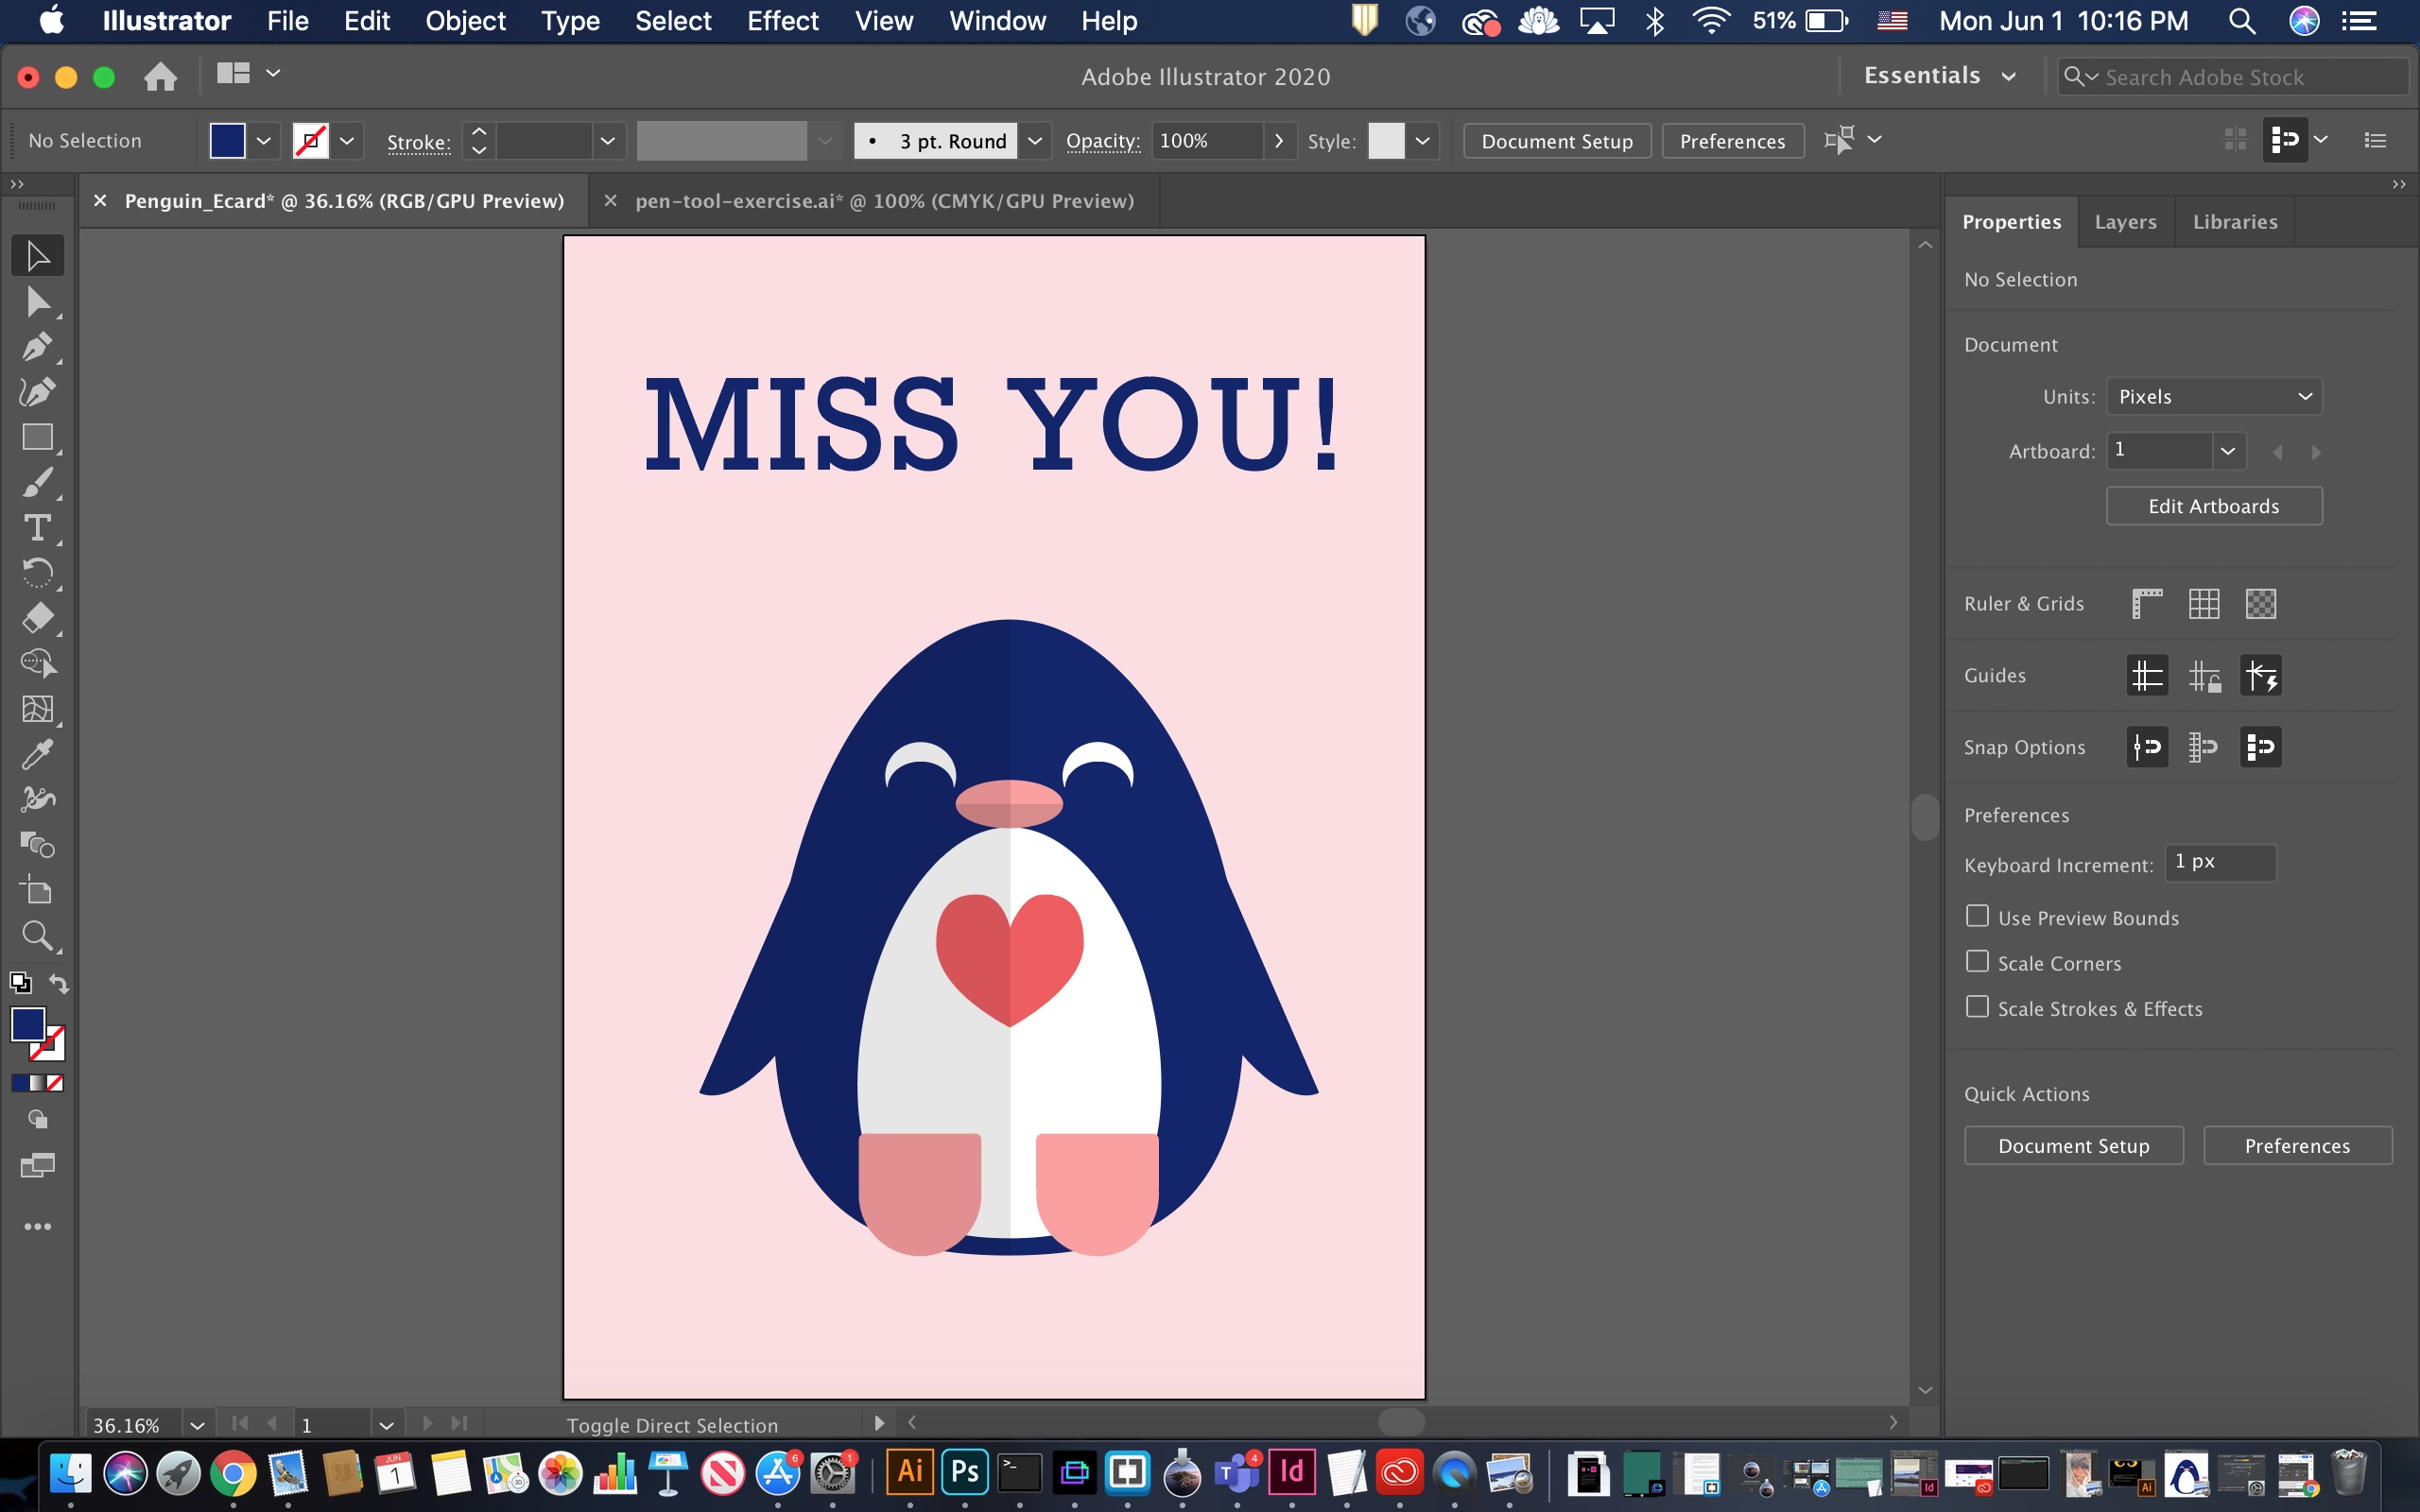 Illustrator File Edit Object Type Select Effect View Window Help 51% Mon Jun 1 10:16 PM
Adobe Illustrator 2020 Essentials Search Adobe Stock
No Selection Stroke: 3 pt. Round Opacity: 100% Style: Document Setup Preferences
Penguin_Ecard* @ 36.16% (RGB/GPU Preview) pen-tool-exercise.ai* @ 100% (CMYK/GPU Preview)
Properties Layers Libraries
No Selection
Document
Units: Pixels
Artboard: 1
Edit Artboards
Ruler & Grids
Guides
Snap Options
Preferences
Keyboard Increment: 1 px
Use Preview Bounds
Scale Corners
Scale Strokes & Effects
Quick Actions
Document Setup Preferences
MISS YOU!
36.16% 1 Toggle Direct Selection
JUN 1 6 1 Ai Ps 4 Id